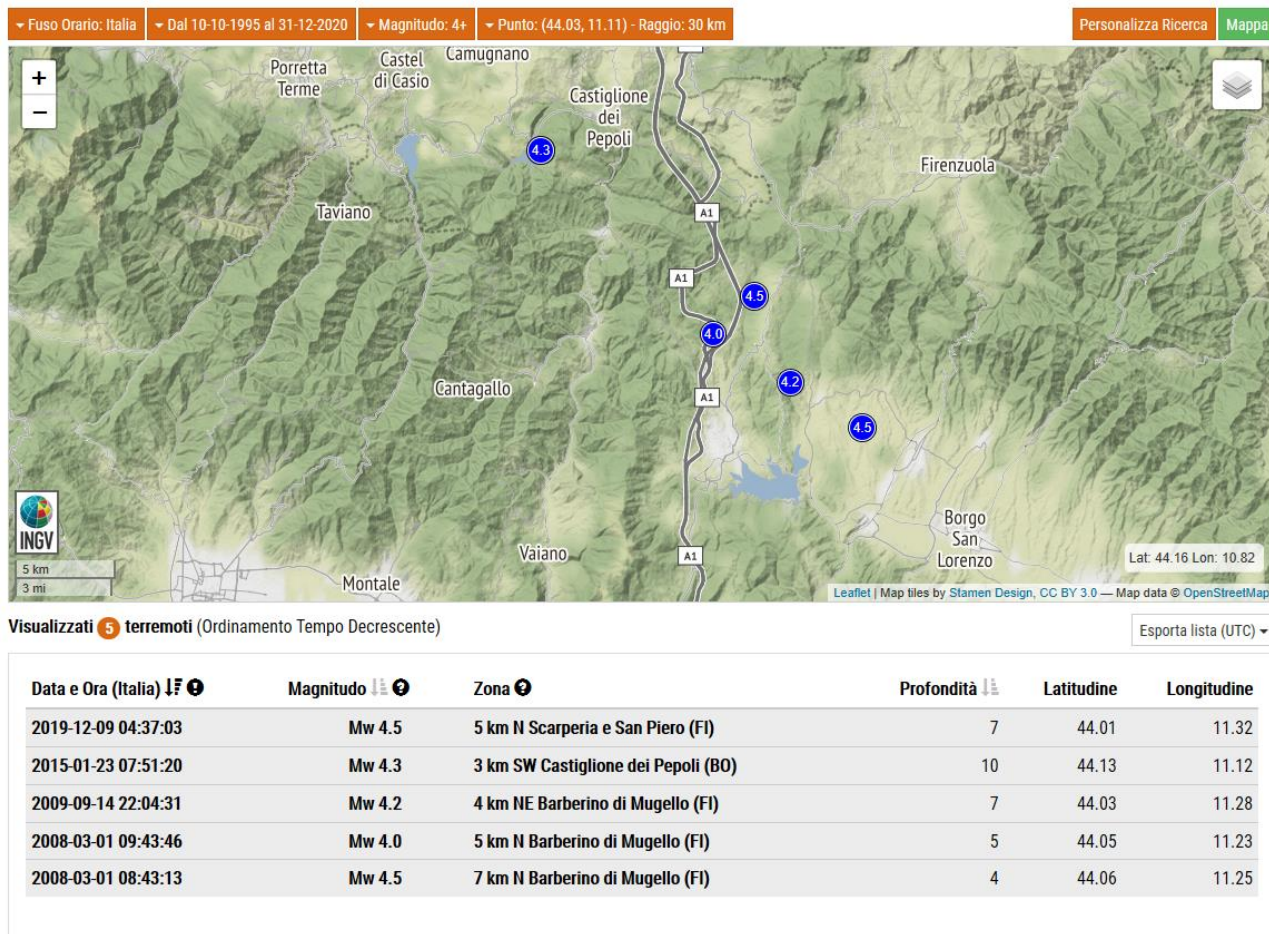 Fuso Orario: Italia Dal 10-10-1995 al 31-12-2020 Magnitudo: 4+ Punto: (44.03, 11.11) - Raggio: 30 km Personalizza Ricerca Mappa
+
−
Porretta
Terme
Castel
di Casio
Camugnano
Castiglione
dei
Pepoli
4.3
Firenzuola
Taviano
A1
A1
4.5
4.0
4.2
Cantagallo
A1
4.5
INGV
5 km
3 mi
Montale
Vaiano
A1
Borgo
San
Lorenzo
Lat: 44.16 Lon: 10.82
Leaflet | Map tiles by Stamen Design, CC BY 3.0 — Map data © OpenStreetMap
Visualizzati 5 terremoti (Ordinamento Tempo Decrescente) Esporta lista (UTC)
Data e Ora (Italia) Magnitudo Zona Profondità Latitudine Longitudine
2019-12-09 04:37:03 Mw 4.5 5 km N Scarperia e San Piero (FI) 7 44.01 11.32
2015-01-23 07:51:20 Mw 4.3 3 km SW Castiglione dei Pepoli (BO) 10 44.13 11.12
2009-09-14 22:04:31 Mw 4.2 4 km NE Barberino di Mugello (FI) 7 44.03 11.28
2008-03-01 09:43:46 Mw 4.0 5 km N Barberino di Mugello (FI) 5 44.05 11.23
2008-03-01 08:43:13 Mw 4.5 7 km N Barberino di Mugello (FI) 4 44.06 11.25